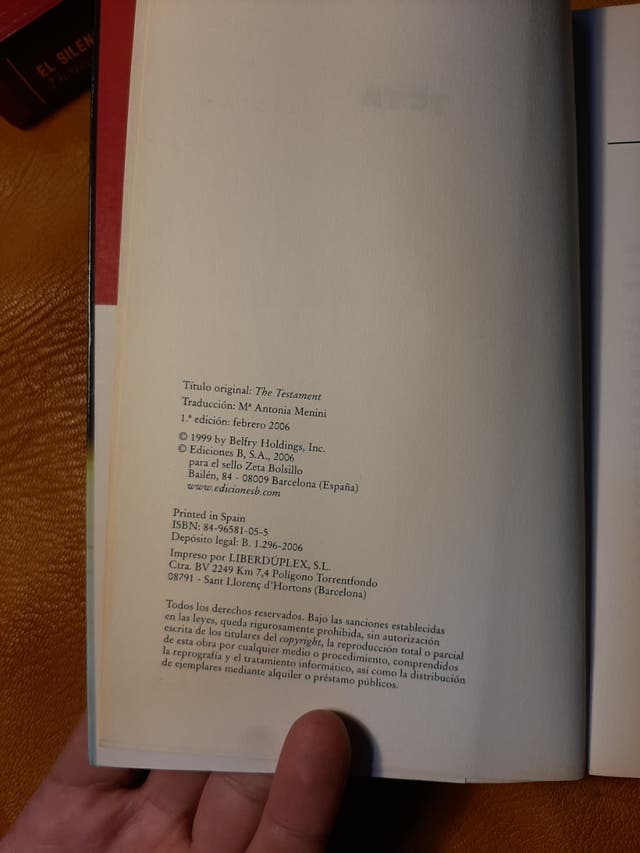 EL SILEN
Título original: The Testament
Traducción: Mª Antonia Menini
1.ª edición: febrero 2006
© 1999 by Belfry Holdings, Inc.
© Ediciones B, S.A., 2006
para el sello Zeta Bolsillo
Bailén, 84 - 08009 Barcelona (España)
www.edicionesb.com
Printed in Spain
ISBN: 84-96581-05-5
Depósito legal: B. 1.296-2006
Impreso por LIBERDÚPLEX, S.L.
Ctra. BV 2249 Km 7,4 Polígono Torrentfondo
08791 - Sant Llorenç d'Hortons (Barcelona)
Todos los derechos reservados. Bajo las sanciones establecidas
en las leyes, queda rigurosamente prohibida, sin autorización
escrita de los titulares del copyright, la reproducción total o parcial
de esta obra por cualquier medio o procedimiento, comprendidos
la reprografía y el tratamiento informático, así como la distribución
de ejemplares mediante alquiler o préstamo públicos.